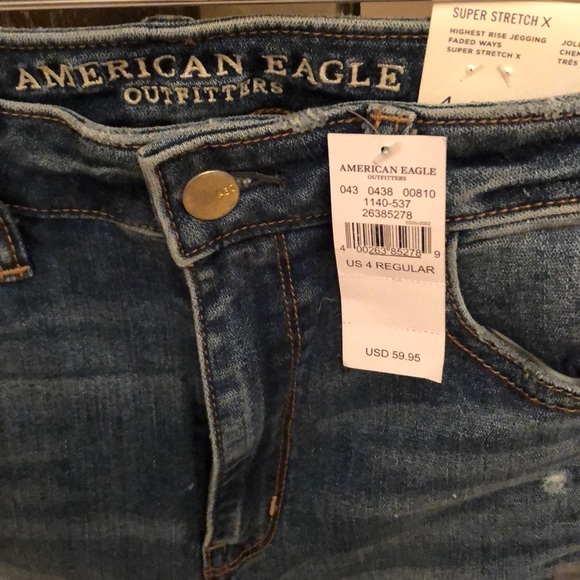 AMERICAN EAGLE
OUTFITTERS
SUPER STRETCH X
HIGHEST RISE JEGGING
FADED WAYS
SUPER STRETCH X
AMERICAN EAGLE
OUTFITTERS
043 0438 00810
1140-537
26385278
4 00263 85278 9
US 4 REGULAR
USD 59.95